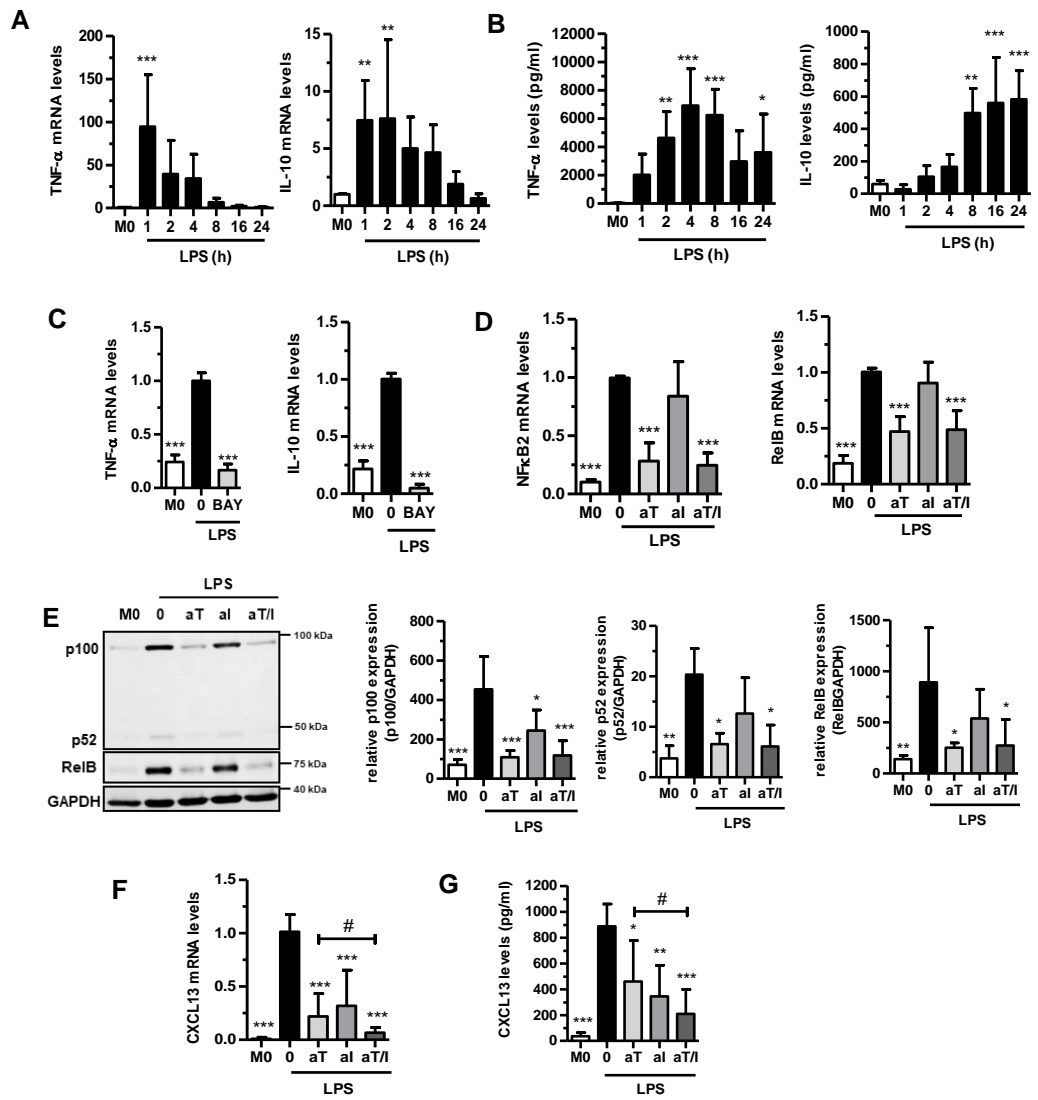 A
TNF-α mRNA levels
200
150
100
50
0
***
M0 1 2 4 8 16 24
LPS (h)
IL-10 mRNA levels
15
10
5
0
** **
M0 1 2 4 8 16 24
LPS (h)
B
TNF-α levels (pg/ml)
12000
10000
8000
6000
4000
2000
0
** *** *** *
M0 1 2 4 8 16 24
LPS (h)
IL-10 levels (pg/ml)
1000
800
600
400
200
0
** *** ***
M0 1 2 4 8 16 24
LPS (h)
C
TNF-α mRNA levels
1.5
1.0
0.5
0.0
*** ***
M0 0 BAY
LPS
IL-10 mRNA levels
1.5
1.0
0.5
0.0
*** ***
M0 0 BAY
LPS
D
NFκB2 mRNA levels
1.5
1.0
0.5
0.0
*** *** ***
M0 0 aT aI aT/I
LPS
RelB mRNA levels
1.5
1.0
0.5
0.0
*** *** ***
M0 0 aT aI aT/I
LPS
E
LPS
M0 0 aT aI aT/I
p100
100 kDa
50 kDa
p52
RelB
75 kDa
GAPDH
40 kDa
relative p100 expression
(p100/GAPDH)
800
600
400
200
0
*** *** * ***
M0 0 aT aI aT/I
LPS
relative p52 expression
(p52/GAPDH)
30
20
10
0
** * *
M0 0 aT aI aT/I
LPS
relative RelB expression
(RelBGAPDH)
1500
1000
500
250
0
** * *
M0 0 aT aI aT/I
LPS
F
CXCL13 mRNA levels
1.5
1.0
0.5
0.0
#
*** *** *** ***
M0 0 aT aI aT/I
LPS
G
CXCL13 levels (pg/ml)
1200
1000
800
600
400
200
0
#
*** * ** ***
M0 0 aT aI aT/I
LPS